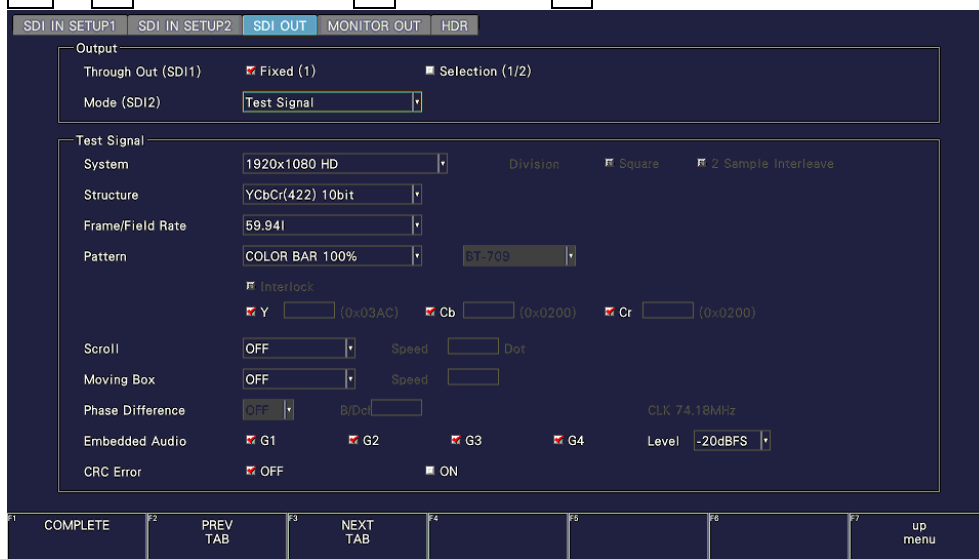 SDI IN SETUP1 SDI IN SETUP2 SDI OUT MONITOR OUT HDR
Output
Through Out (SDI1) Fixed (1) Selection (1/2)
Mode (SDI2) Test Signal
Test Signal
System 1920x1080 HD Division Square 2 Sample Interleave
Structure YCbCr(422) 10bit
Frame/Field Rate 59.94I
Pattern COLOR BAR 100% BT-709
Interlock
Y (0x03AC) Cb (0x0200) Cr (0x0200)
Scroll OFF Speed Dot
Moving Box OFF Speed
Phase Difference OFF B/Dcl CLK 74.18MHz
Embedded Audio G1 G2 G3 G4 Level -20dBFS
CRC Error OFF ON
F1 COMPLETE F2 PREV TAB F3 NEXT TAB F4 F5 F6 F7 up menu